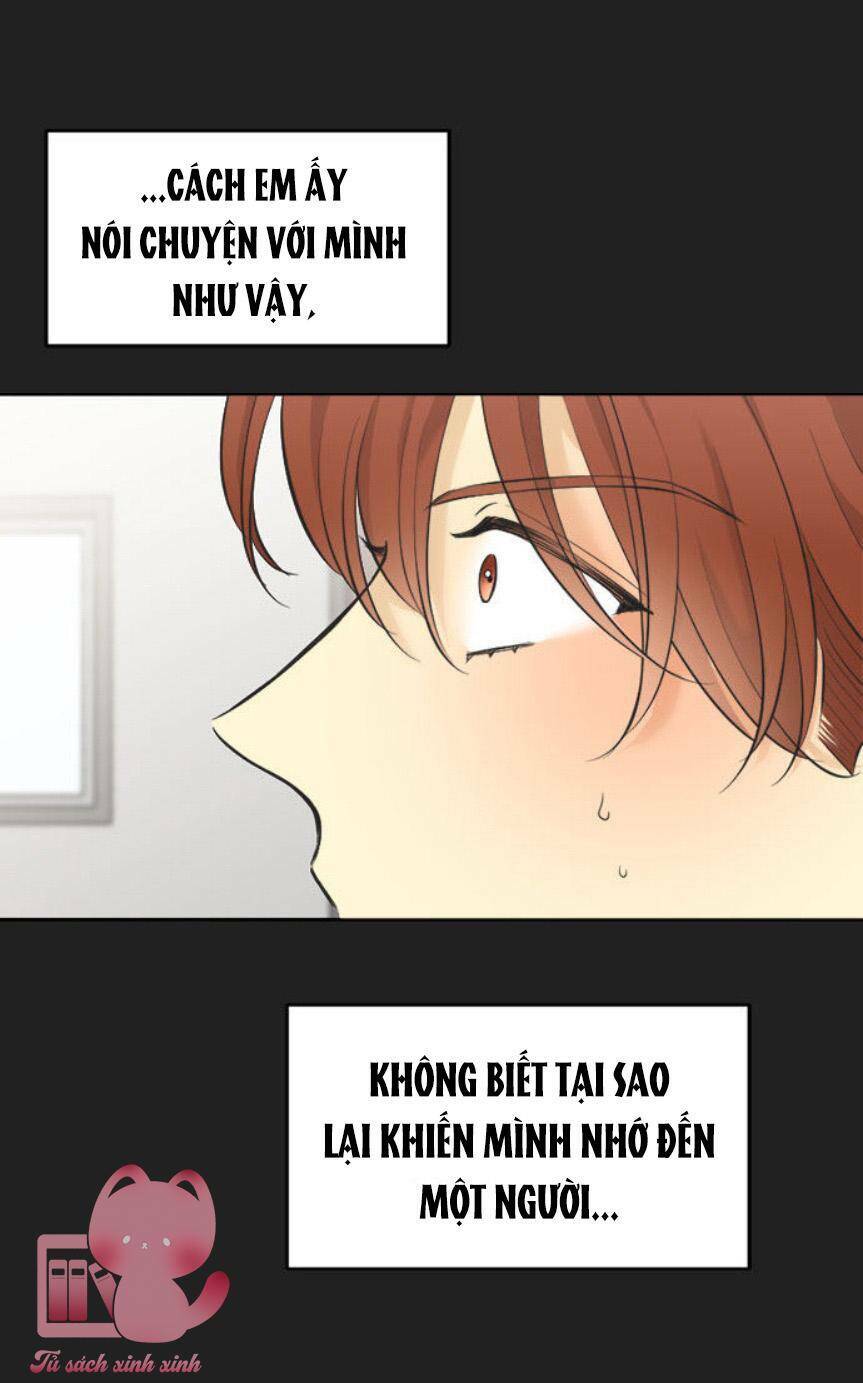 ...CÁCH EM ẤY
NÓI CHUYỆN VỚI MÌNH
NHƯ VẬY,
KHÔNG BIẾT TẠI SAO
LẠI KHIẾN MÌNH NHỚ ĐẾN
MỘT NGƯỜI...
Tủ sách xinh xinh